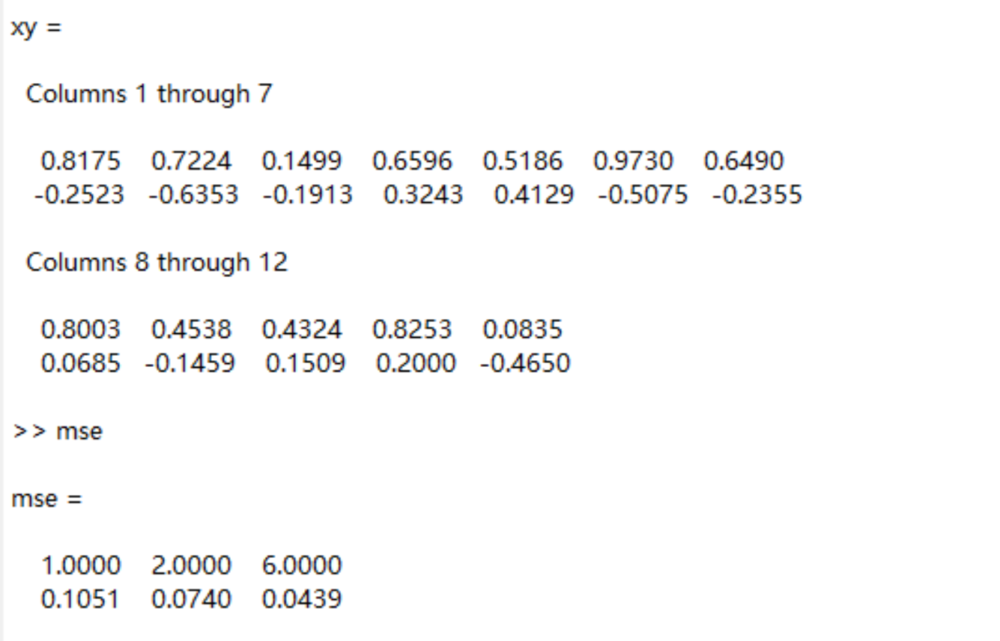 xy =
Columns 1 through 7
0.8175 0.7224 0.1499 0.6596 0.5186 0.9730 0.6490
-0.2523 -0.6353 -0.1913 0.3243 0.4129 -0.5075 -0.2355
Columns 8 through 12
0.8003 0.4538 0.4324 0.8253 0.0835
0.0685 -0.1459 0.1509 0.2000 -0.4650
>> mse
mse =
1.0000 2.0000 6.0000
0.1051 0.0740 0.0439